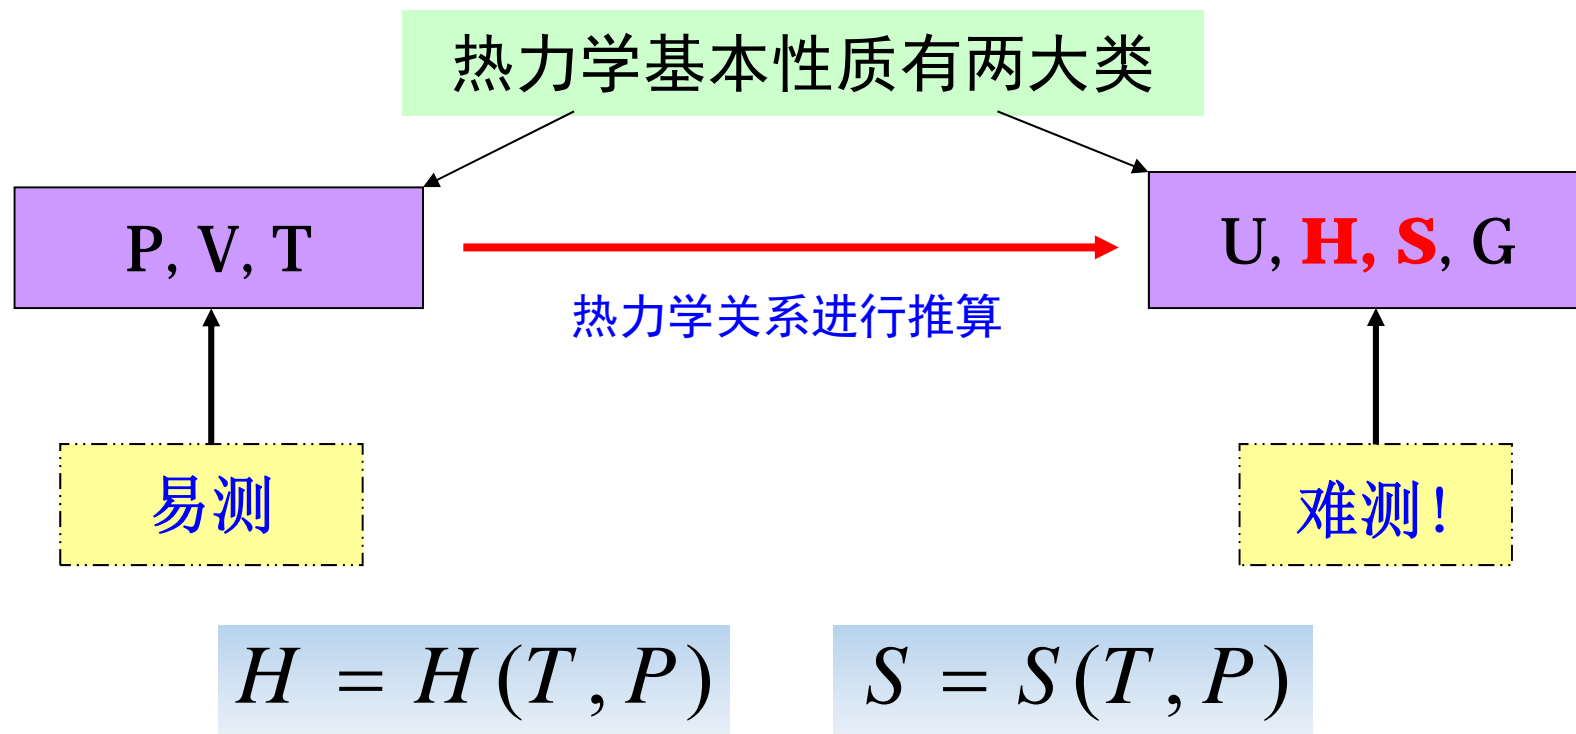 热力学基本性质有两大类
P, V, T
U, H, S, G
热力学关系进行推算
易测
难测！
H = H(T, P)
S = S(T, P)